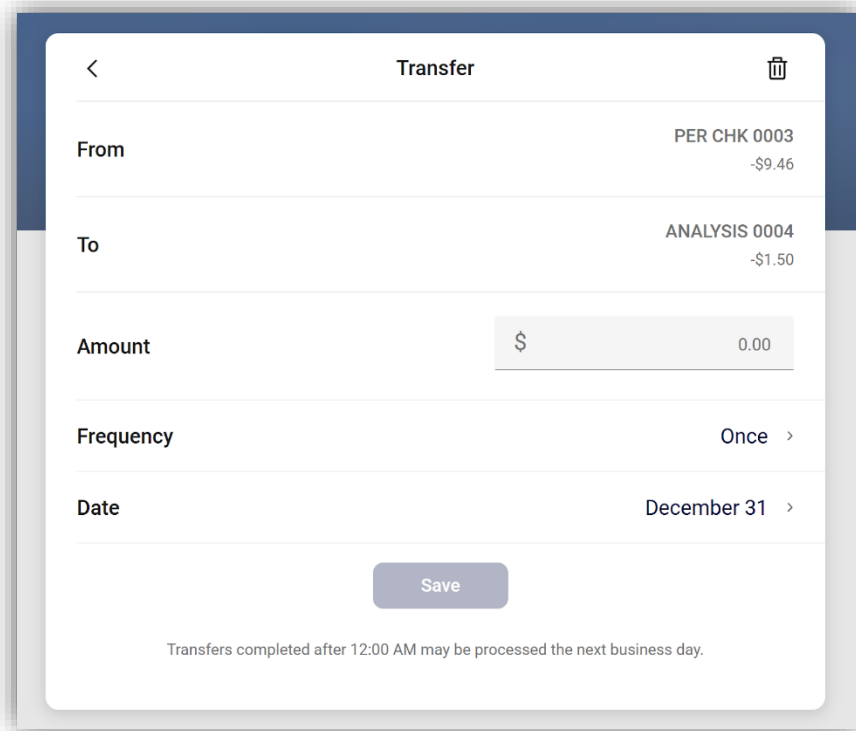 Transfer
From
PER CHK 0003
-$9.46
To
ANALYSIS 0004
-$1.50
Amount
$ 0.00
Frequency
Once
Date
December 31
Save
Transfers completed after 12:00 AM may be processed the next business day.